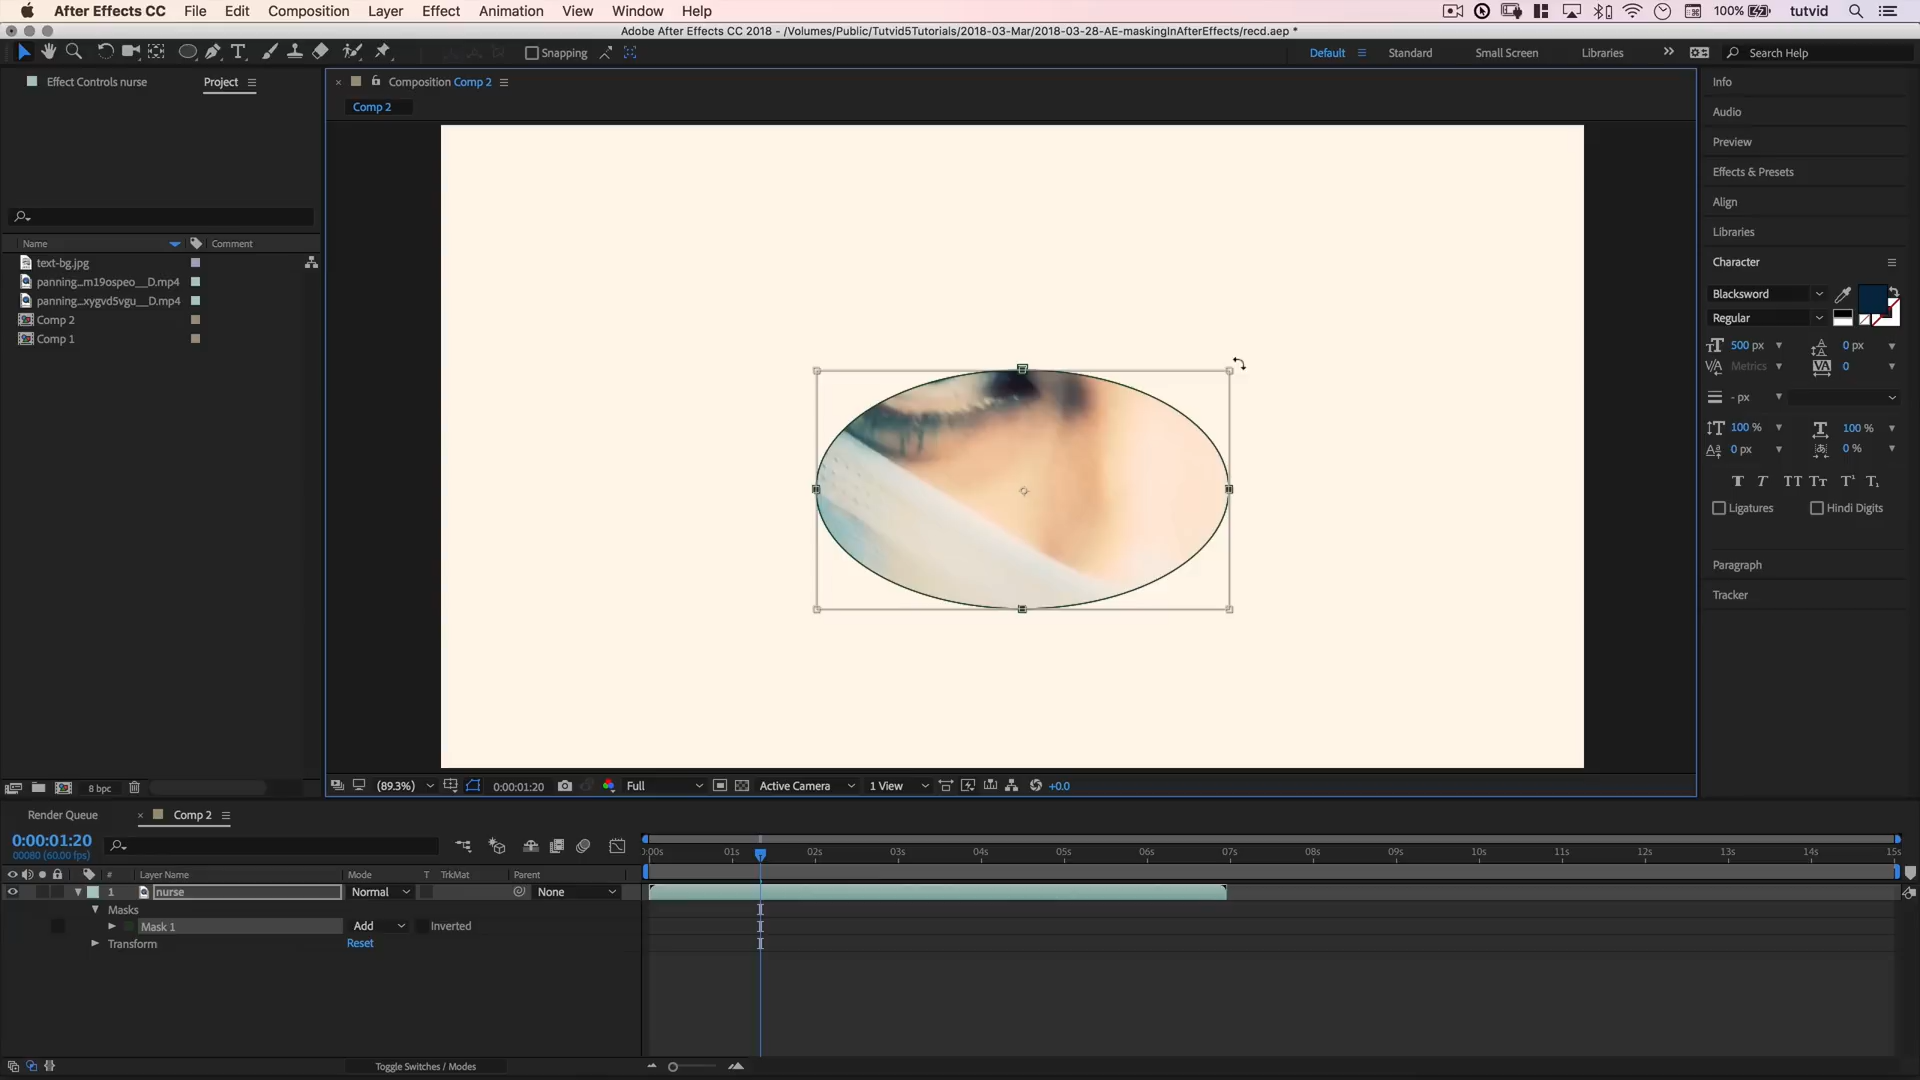 After Effects CC File Edit Composition Layer Effect Animation View Window Help 100% tutvid
Adobe After Effects CC 2018 - /Volumes/Public/Tutvid5Tutorials/2018-03-Mar/2018-03-28-AE-maskingInAfterEffects/recd.aep *
Snapping Default Standard Small Screen Libraries Search Help
Effect Controls nurse Project Composition Comp 2 Info
Comp 2
Audio
Preview
Effects & Presets
Align
Libraries
Name Comment
text-bg.jpg
panning...m19ospeo__D.mp4
panning...xygvd5vgu__D.mp4
Comp 2
Comp 1
Character
Blacksword
Regular
500 px 0 px
Metrics 0
- px
100 % 100 %
0 px 0 %
Ligatures Hindi Digits
Paragraph
Tracker
8 bpc (89.3%) 0:00:01:20 Full Active Camera 1 View +0.0
Render Queue Comp 2
0:00:01:20
00080 (60.00 fps)
:00s 01s 02s 03s 04s 05s 06s 07s 08s 09s 10s 11s 12s 13s 14s 15s
# Layer Name Mode T TrkMat Parent
1 nurse Normal None
Masks
Mask 1 Add Inverted
Transform Reset
Toggle Switches / Modes